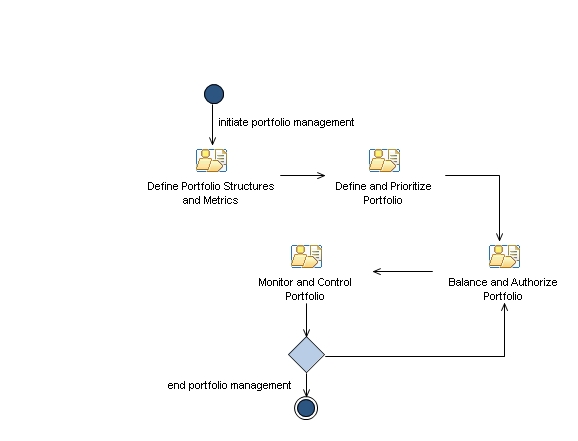 initiate portfolio management
Define Portfolio Structures
and Metrics
Define and Prioritize
Portfolio
Monitor and Control
Portfolio
Balance and Authorize
Portfolio
end portfolio management